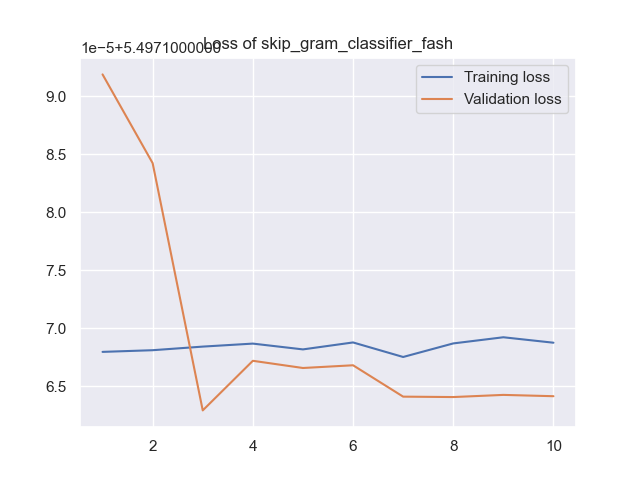 Loss of skip_gram_classifier_fash
1e−5+5.4971000000
Training loss
Validation loss
9.0
8.5
8.0
7.5
7.0
6.5
2 4 6 8 10